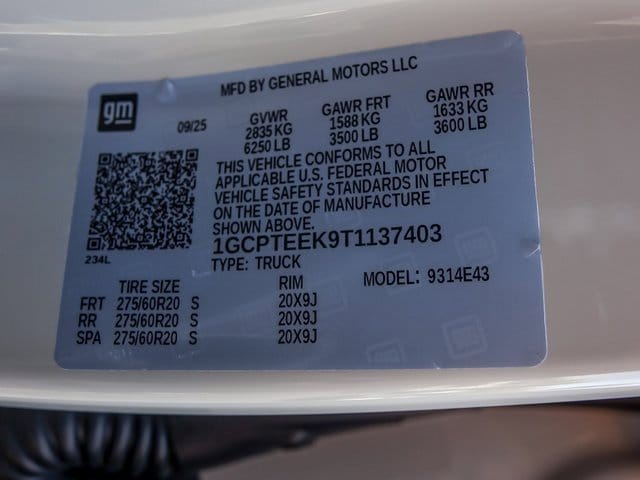 MFD BY GENERAL MOTORS LLC
gm
09/25
GVWR GAWR FRT GAWR RR
2835 KG 1588 KG 1633 KG
6250 LB 3500 LB 3600 LB
THIS VEHICLE CONFORMS TO ALL
APPLICABLE U.S. FEDERAL MOTOR
VEHICLE SAFETY STANDARDS IN EFFECT
ON THE DATE OF MANUFACTURE
SHOWN ABOVE.
234L
1GCPTEEK9T1137403
TYPE: TRUCK MODEL: 9314E43
TIRE SIZE RIM
FRT 275/60R20 S 20X9J
RR 275/60R20 S 20X9J
SPA 275/60R20 S 20X9J